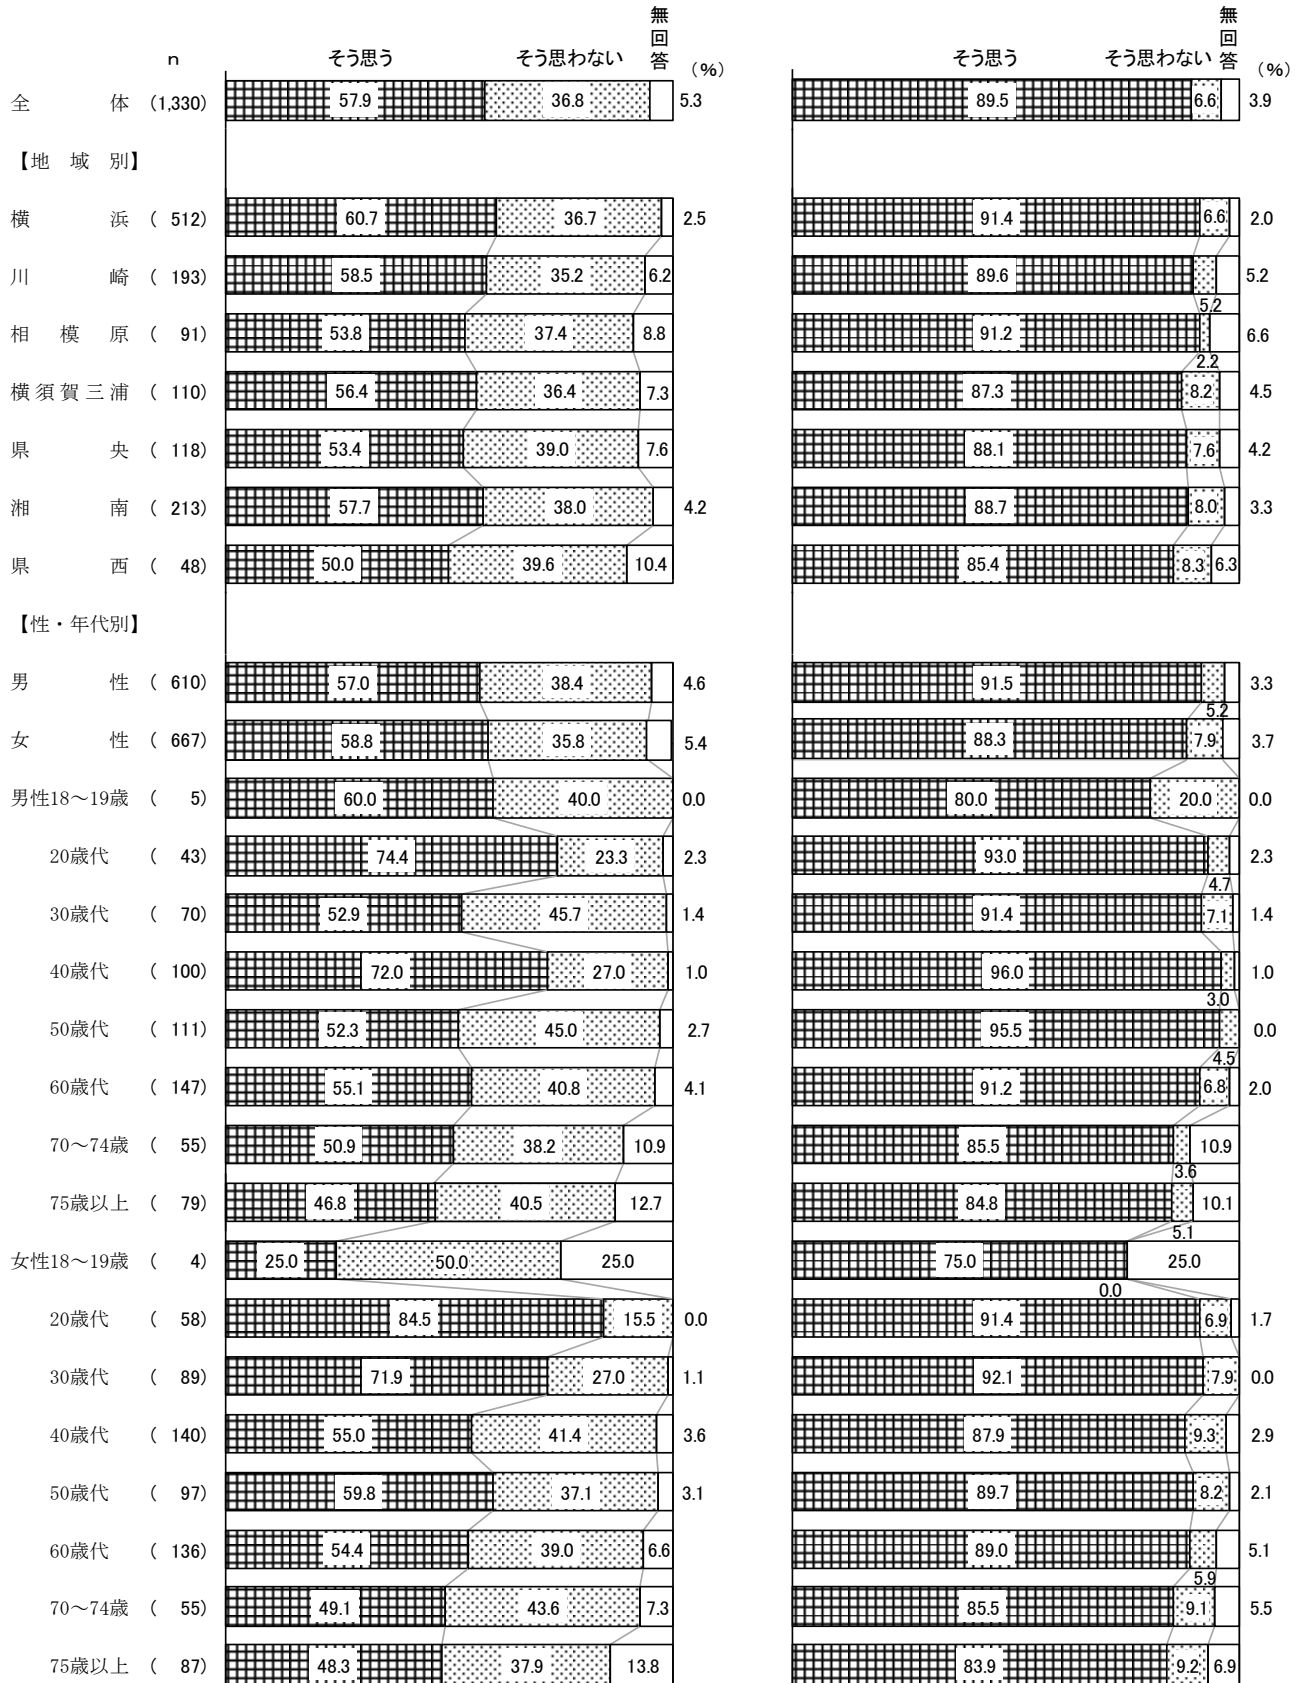 無 無
回 回
n そう思う そう思わない 答 (%) そう思う そう思わない 答 (%)
全体 (1,330) 57.9 36.8 5.3 89.5 6.6 3.9
【地域別】
横浜 ( 512) 60.7 36.7 2.5 91.4 6.6 2.0
川崎 ( 193) 58.5 35.2 6.2 89.6 5.2 5.2
相模原 ( 91) 53.8 37.4 8.8 91.2 2.2 6.6
横須賀三浦 ( 110) 56.4 36.4 7.3 87.3 8.2 4.5
県央 ( 118) 53.4 39.0 7.6 88.1 7.6 4.2
湘南 ( 213) 57.7 38.0 4.2 88.7 8.0 3.3
県西 ( 48) 50.0 39.6 10.4 85.4 8.3 6.3
【性・年代別】
男性 ( 610) 57.0 38.4 4.6 91.5 5.2 3.3
女性 ( 667) 58.8 35.8 5.4 88.3 7.9 3.7
男性18～19歳 ( 5) 60.0 40.0 0.0 80.0 20.0 0.0
20歳代 ( 43) 74.4 23.3 2.3 93.0 4.7 2.3
30歳代 ( 70) 52.9 45.7 1.4 91.4 7.1 1.4
40歳代 ( 100) 72.0 27.0 1.0 96.0 3.0 1.0
50歳代 ( 111) 52.3 45.0 2.7 95.5 4.5 0.0
60歳代 ( 147) 55.1 40.8 4.1 91.2 6.8 2.0
70～74歳 ( 55) 50.9 38.2 10.9 85.5 3.6 10.9
75歳以上 ( 79) 46.8 40.5 12.7 84.8 5.1 10.1
女性18～19歳 ( 4) 25.0 50.0 25.0 75.0 0.0 25.0
20歳代 ( 58) 84.5 15.5 0.0 91.4 6.9 1.7
30歳代 ( 89) 71.9 27.0 1.1 92.1 7.9 0.0
40歳代 ( 140) 55.0 41.4 3.6 87.9 9.3 2.9
50歳代 ( 97) 59.8 37.1 3.1 89.7 8.2 2.1
60歳代 ( 136) 54.4 39.0 6.6 89.0 5.9 5.1
70～74歳 ( 55) 49.1 43.6 7.3 85.5 9.1 5.5
75歳以上 ( 87) 48.3 37.9 13.8 83.9 9.2 6.9